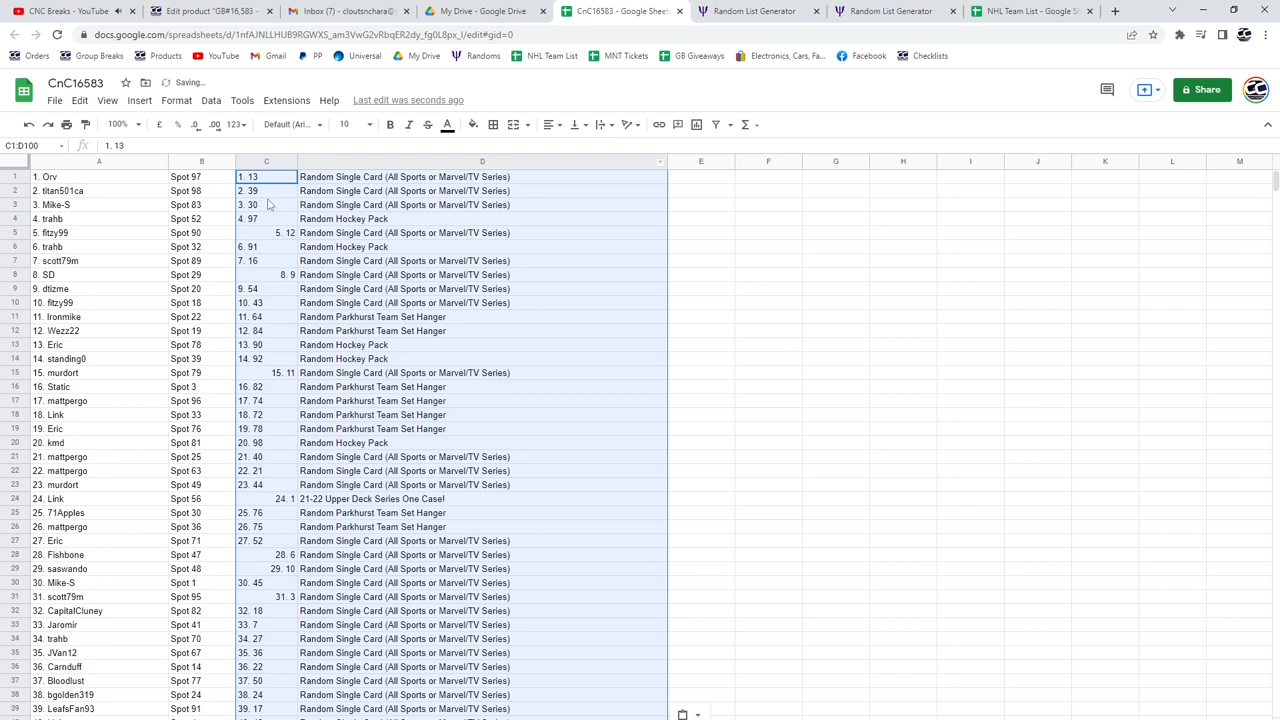 CNC Breaks - YouTube
Edit product "GB#16,583 –
Inbox (7) - cloutsnchara@
My Drive - Google Drive
CnC16583 - Google Sheets
Random List Generator
Random List Generator
NHL Team List - Google Sheets
docs.google.com/spreadsheets/d/1nfAJNLLHUB9RGWXS_am3VwG2vRbqER2dy_fg0L8px_I/edit#gid=0
Orders
Group Breaks
Products
YouTube
Gmail
PP
Universal
My Drive
Randoms
NHL Team List
MNT Tickets
GB Giveaways
Electronics, Cars, Fa...
Facebook
Checklists
CnC16583
Saving...
File Edit View Insert Format Data Tools Extensions Help Last edit was seconds ago
Share
100% £ % .0 .00 123 Default (Ari... 10
C1:D100 fx 1. 13
A B C D E F G H I J K L M
1 1. Orv Spot 97 1. 13 Random Single Card (All Sports or Marvel/TV Series)
2 2. titan501ca Spot 98 2. 39 Random Single Card (All Sports or Marvel/TV Series)
3 3. Mike-S Spot 83 3. 30 Random Single Card (All Sports or Marvel/TV Series)
4 4. trahb Spot 52 4. 97 Random Hockey Pack
5 5. fitzy99 Spot 90 5. 12 Random Single Card (All Sports or Marvel/TV Series)
6 6. trahb Spot 32 6. 91 Random Hockey Pack
7 7. scott79m Spot 89 7. 16 Random Single Card (All Sports or Marvel/TV Series)
8 8. SD Spot 29 8. 9 Random Single Card (All Sports or Marvel/TV Series)
9 9. dtizme Spot 20 9. 54 Random Single Card (All Sports or Marvel/TV Series)
10 10. fitzy99 Spot 18 10. 43 Random Single Card (All Sports or Marvel/TV Series)
11 11. Ironmike Spot 22 11. 64 Random Parkhurst Team Set Hanger
12 12. Wezz22 Spot 19 12. 84 Random Parkhurst Team Set Hanger
13 13. Eric Spot 78 13. 90 Random Hockey Pack
14 14. standing0 Spot 39 14. 92 Random Hockey Pack
15 15. murdort Spot 79 15. 11 Random Single Card (All Sports or Marvel/TV Series)
16 16. Static Spot 3 16. 82 Random Parkhurst Team Set Hanger
17 17. mattpergo Spot 96 17. 74 Random Parkhurst Team Set Hanger
18 18. Link Spot 33 18. 72 Random Parkhurst Team Set Hanger
19 19. Eric Spot 76 19. 78 Random Parkhurst Team Set Hanger
20 20. kmd Spot 81 20. 98 Random Hockey Pack
21 21. mattpergo Spot 25 21. 40 Random Single Card (All Sports or Marvel/TV Series)
22 22. mattpergo Spot 63 22. 21 Random Single Card (All Sports or Marvel/TV Series)
23 23. murdort Spot 49 23. 44 Random Single Card (All Sports or Marvel/TV Series)
24 24. Link Spot 56 24. 1 21-22 Upper Deck Series One Case!
25 25. 71Apples Spot 30 25. 76 Random Parkhurst Team Set Hanger
26 26. mattpergo Spot 36 26. 75 Random Parkhurst Team Set Hanger
27 27. Eric Spot 71 27. 52 Random Single Card (All Sports or Marvel/TV Series)
28 28. Fishbone Spot 47 28. 6 Random Single Card (All Sports or Marvel/TV Series)
29 29. saswando Spot 48 29. 10 Random Single Card (All Sports or Marvel/TV Series)
30 30. Mike-S Spot 1 30. 45 Random Single Card (All Sports or Marvel/TV Series)
31 31. scott79m Spot 95 31. 3 Random Single Card (All Sports or Marvel/TV Series)
32 32. CapitalCluney Spot 82 32. 18 Random Single Card (All Sports or Marvel/TV Series)
33 33. Jaromir Spot 41 33. 7 Random Single Card (All Sports or Marvel/TV Series)
34 34. trahb Spot 70 34. 27 Random Single Card (All Sports or Marvel/TV Series)
35 35. JVan12 Spot 67 35. 36 Random Single Card (All Sports or Marvel/TV Series)
36 36. Carnduff Spot 14 36. 22 Random Single Card (All Sports or Marvel/TV Series)
37 37. Bloodlust Spot 77 37. 50 Random Single Card (All Sports or Marvel/TV Series)
38 38. bgolden319 Spot 24 38. 24 Random Single Card (All Sports or Marvel/TV Series)
39 39. LeafsFan93 Spot 91 39. 17 Random Single Card (All Sports or Marvel/TV Series)